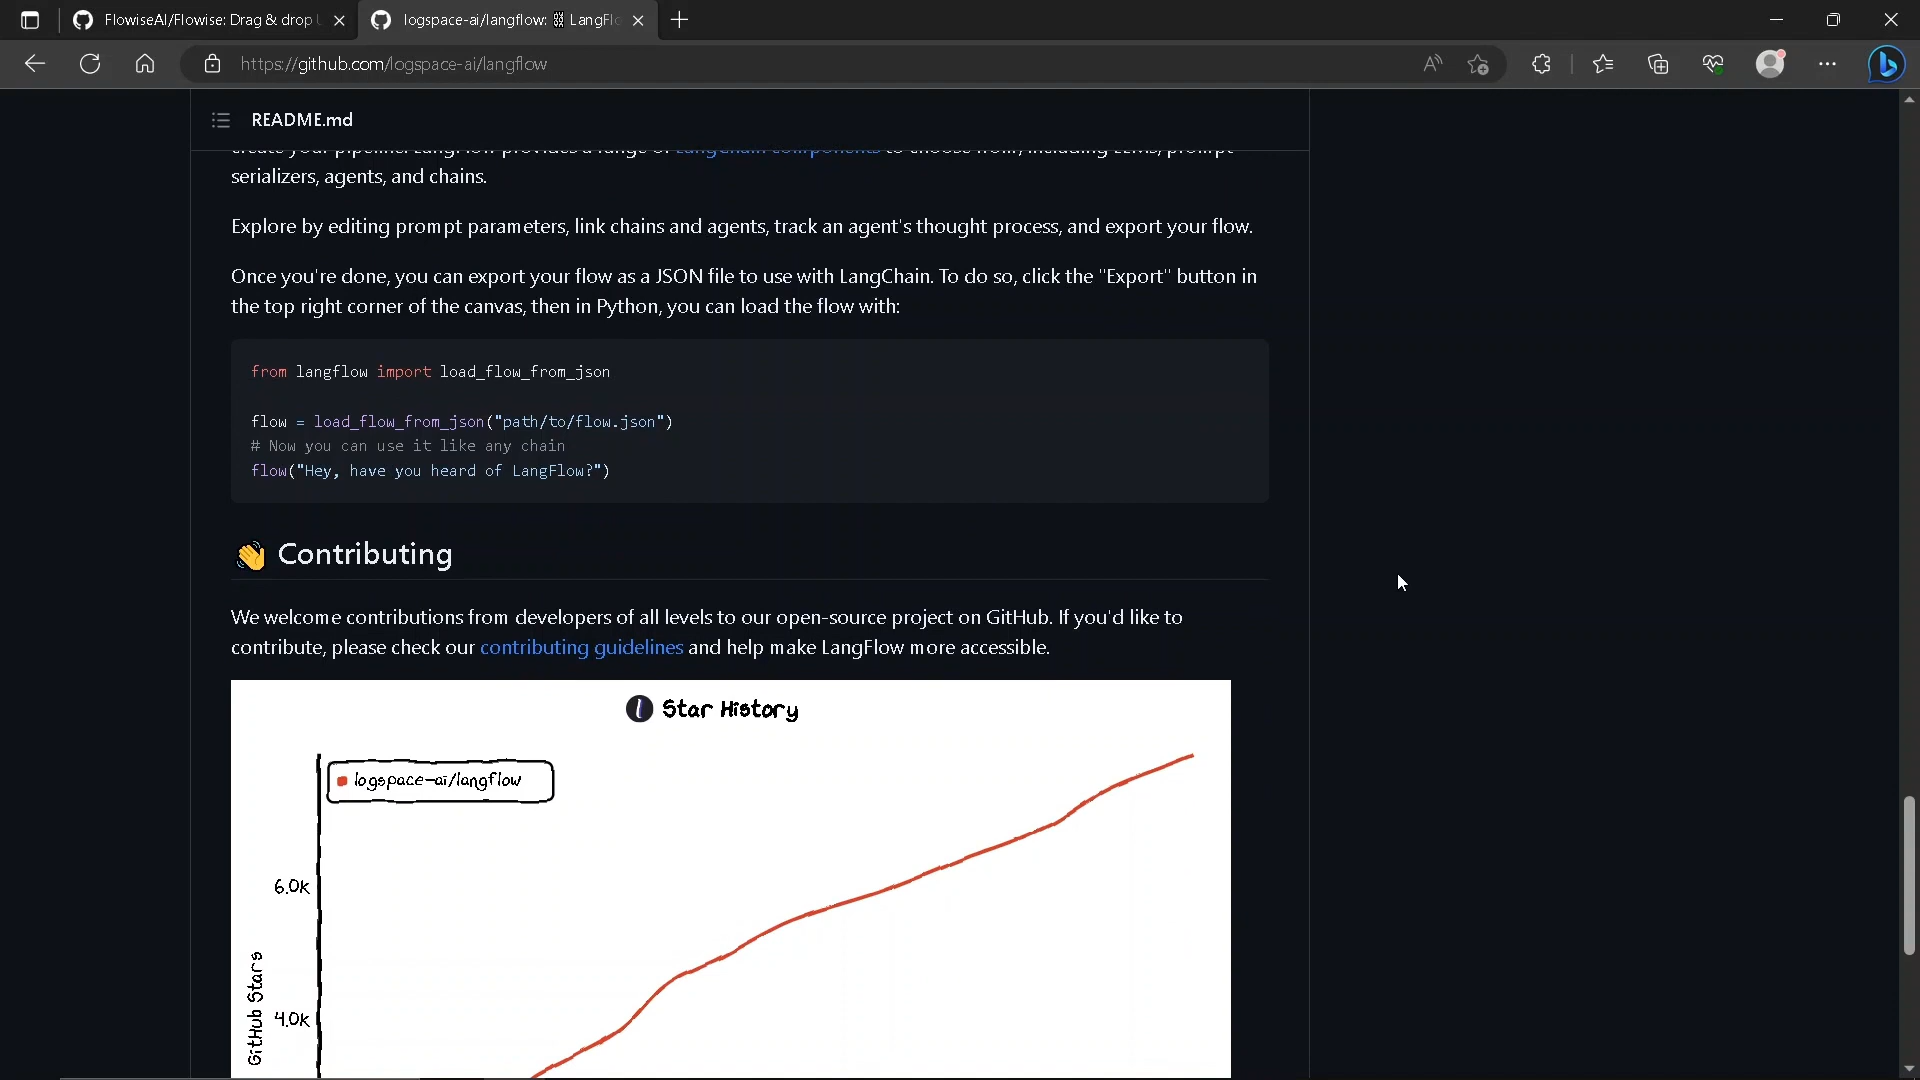 FlowiseAI/Flowise: Drag & drop
logspace-ai/langflow: ⛓️ LangFl
https://github.com/logspace-ai/langflow
README.md
serializers, agents, and chains.
Explore by editing prompt parameters, link chains and agents, track an agent's thought process, and export your flow.
Once you're done, you can export your flow as a JSON file to use with LangChain. To do so, click the "Export" button in
the top right corner of the canvas, then in Python, you can load the flow with:
from langflow import load_flow_from_json
flow = load_flow_from_json("path/to/flow.json")
# Now you can use it like any chain
flow("Hey, have you heard of LangFlow?")
👋 Contributing
We welcome contributions from developers of all levels to our open-source project on GitHub. If you'd like to
contribute, please check our contributing guidelines and help make LangFlow more accessible.
Star History
logspace-ai/langflow
6.0k
4.0k
GitHub Stars